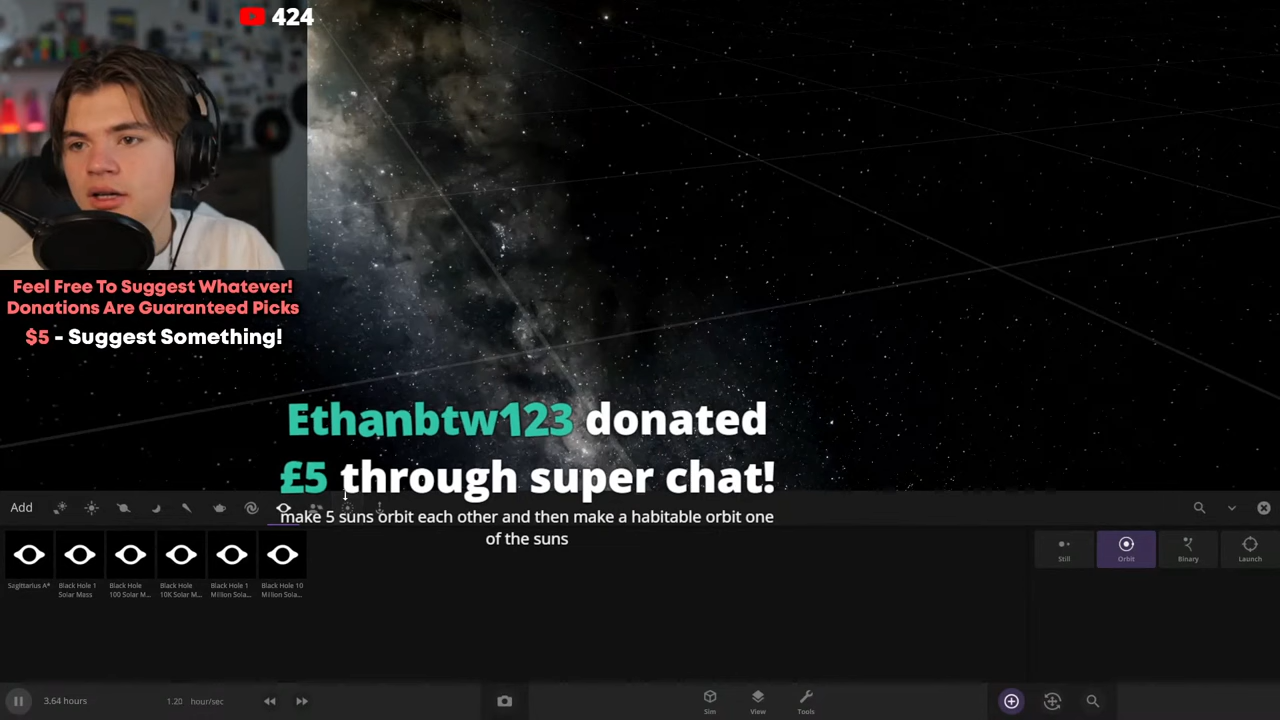 424
Feel Free To Suggest Whatever!
Donations Are Guaranteed Picks
$5 - Suggest Something!
Ethanbtw123 donated
£5 through super chat!
make 5 suns orbit each other and then make a habitable orbit one
of the suns
Add
Sagittarius A*
Black Hole 1
Solar Mass
Black Hole
100 Solar M...
Black Hole
10K Solar M...
Black Hole 1
Million Sola...
Black Hole 10
Million Sola...
Still
Orbit
Binary
Launch
3.64 hours
1.20 hour/sec
Sim
View
Tools